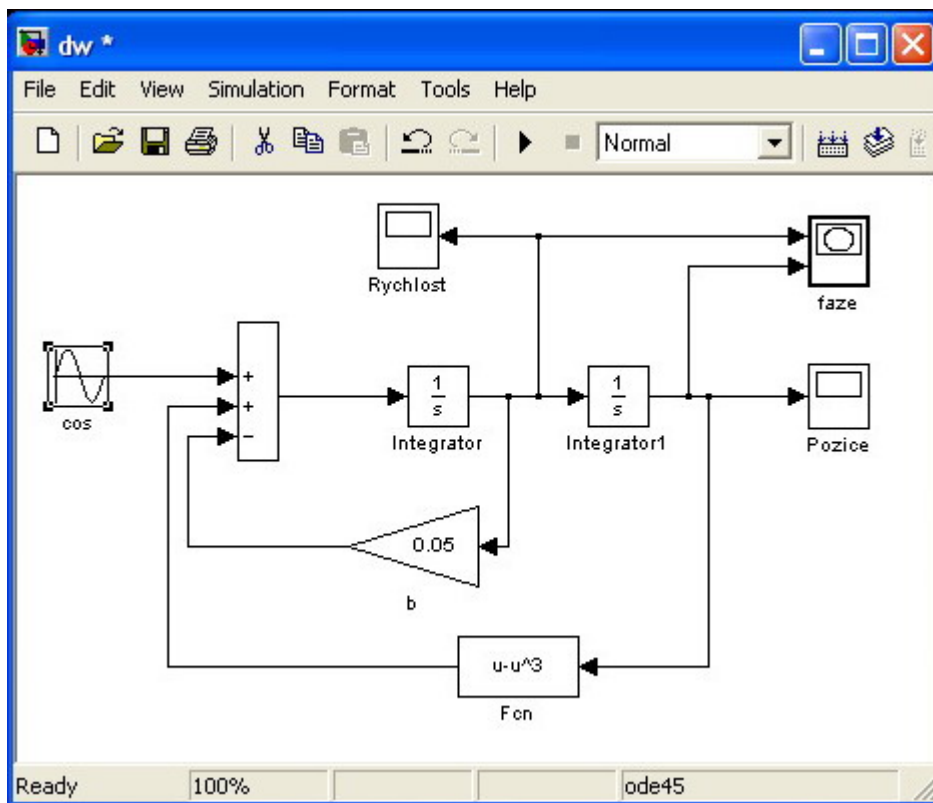 dw *
File Edit View Simulation Format Tools Help
Normal
Rychlost
faze
cos
+
+
−
1
s
Integrator
1
s
Integrator1
Pozice
0.05
b
u-u^3
Fcn
Ready 100% ode45